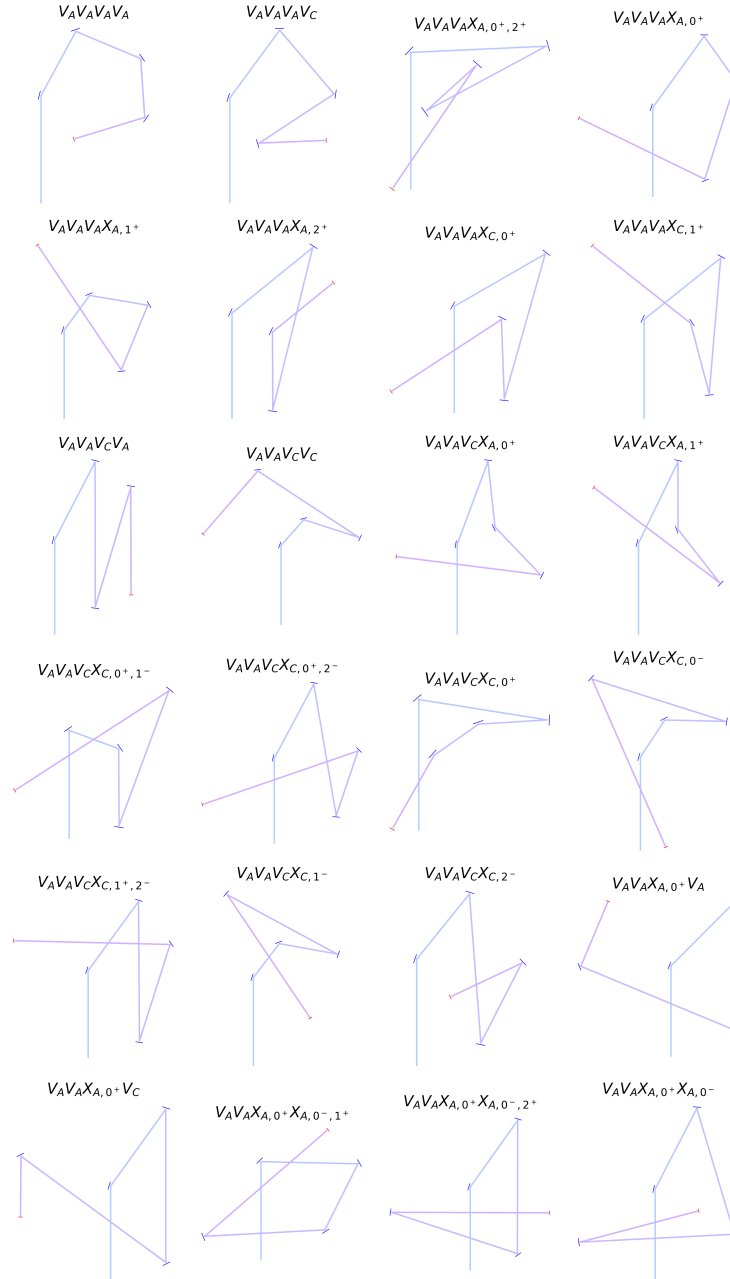 V_A V_A V_A V_A
V_A V_A V_A V_C
V_A V_A V_A X_{A, 0⁺, 2⁺}
V_A V_A V_A X_{A, 0⁺}
V_A V_A V_A X_{A, 1⁺}
V_A V_A V_A X_{A, 2⁺}
V_A V_A V_A X_{C, 0⁺}
V_A V_A V_A X_{C, 1⁺}
V_A V_A V_C V_A
V_A V_A V_C V_C
V_A V_A V_C X_{A, 0⁺}
V_A V_A V_C X_{A, 1⁺}
V_A V_A V_C X_{C, 0⁺, 1⁻}
V_A V_A V_C X_{C, 0⁺, 2⁻}
V_A V_A V_C X_{C, 0⁺}
V_A V_A V_C X_{C, 0⁻}
V_A V_A V_C X_{C, 1⁺, 2⁻}
V_A V_A V_C X_{C, 1⁻}
V_A V_A V_C X_{C, 2⁻}
V_A V_A X_{A, 0⁺} V_A
V_A V_A X_{A, 0⁺} V_C
V_A V_A X_{A, 0⁺} X_{A, 0⁻, 1⁺}
V_A V_A X_{A, 0⁺} X_{A, 0⁻, 2⁺}
V_A V_A X_{A, 0⁺} X_{A, 0⁻}